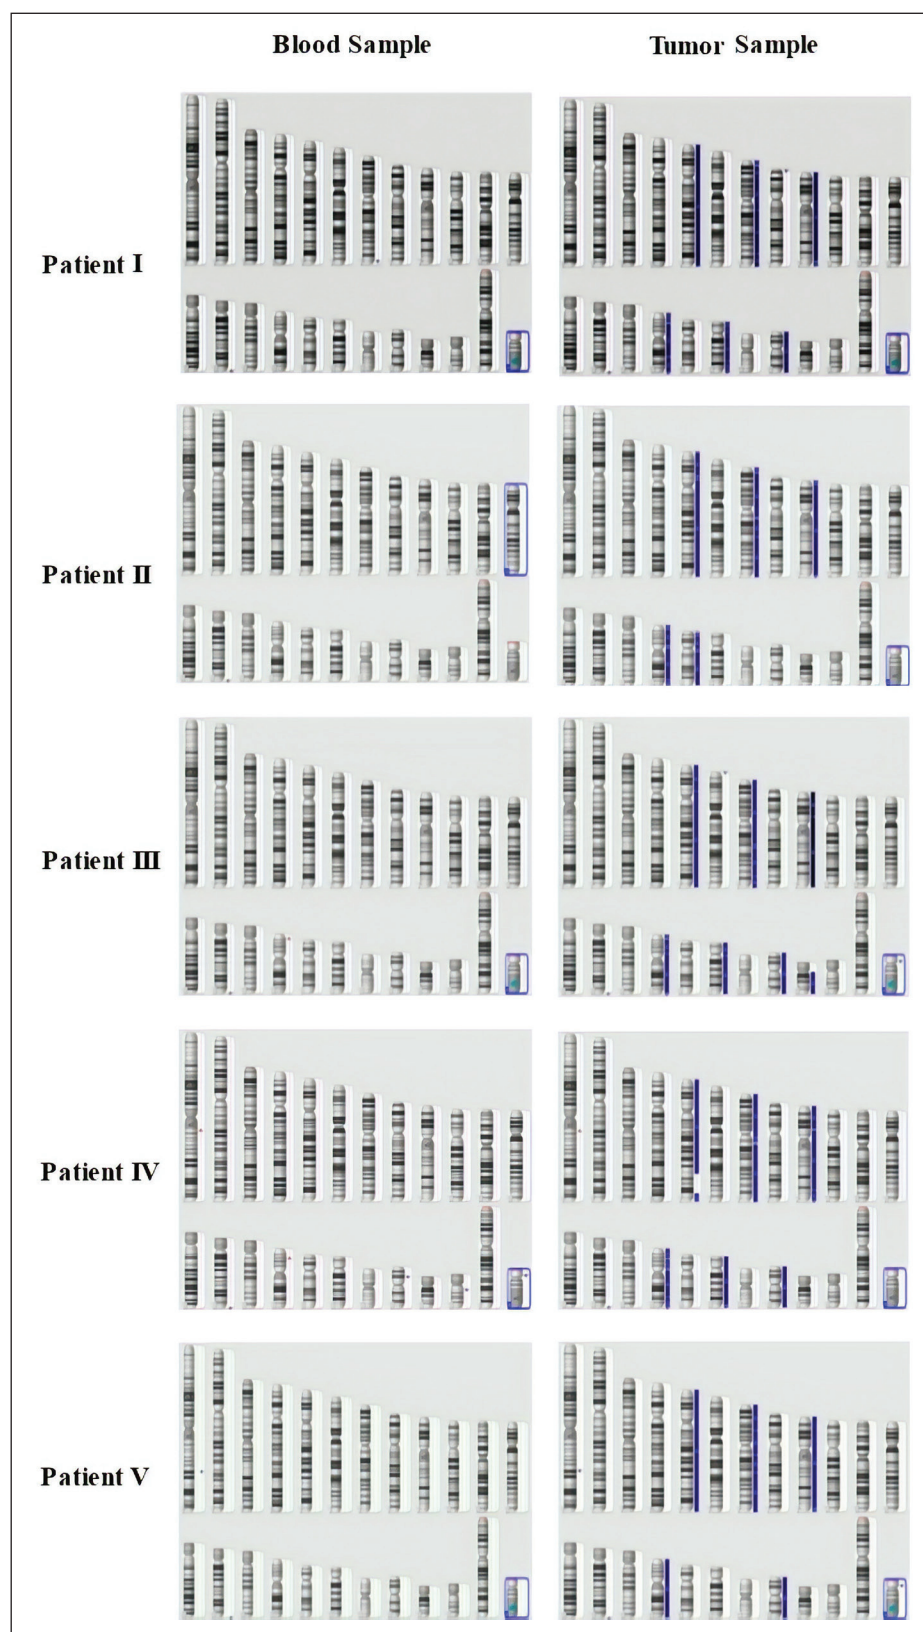 Blood Sample
Tumor Sample
Patient I
Patient II
Patient III
Patient IV
Patient V